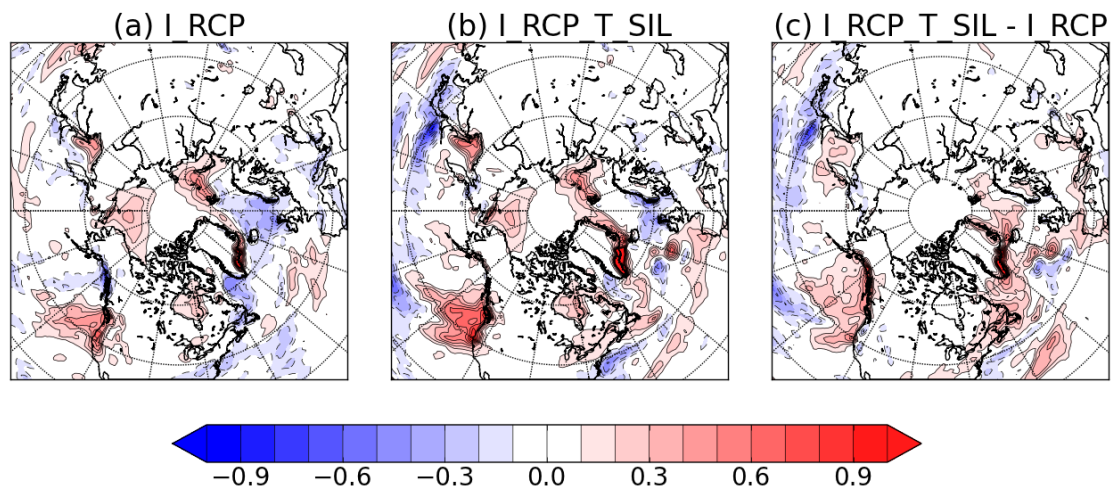 (a) I_RCP
(b) I_RCP_T_SIL
(c) I_RCP_T_SIL - I_RCP
−0.9 −0.6 −0.3 0.0 0.3 0.6 0.9